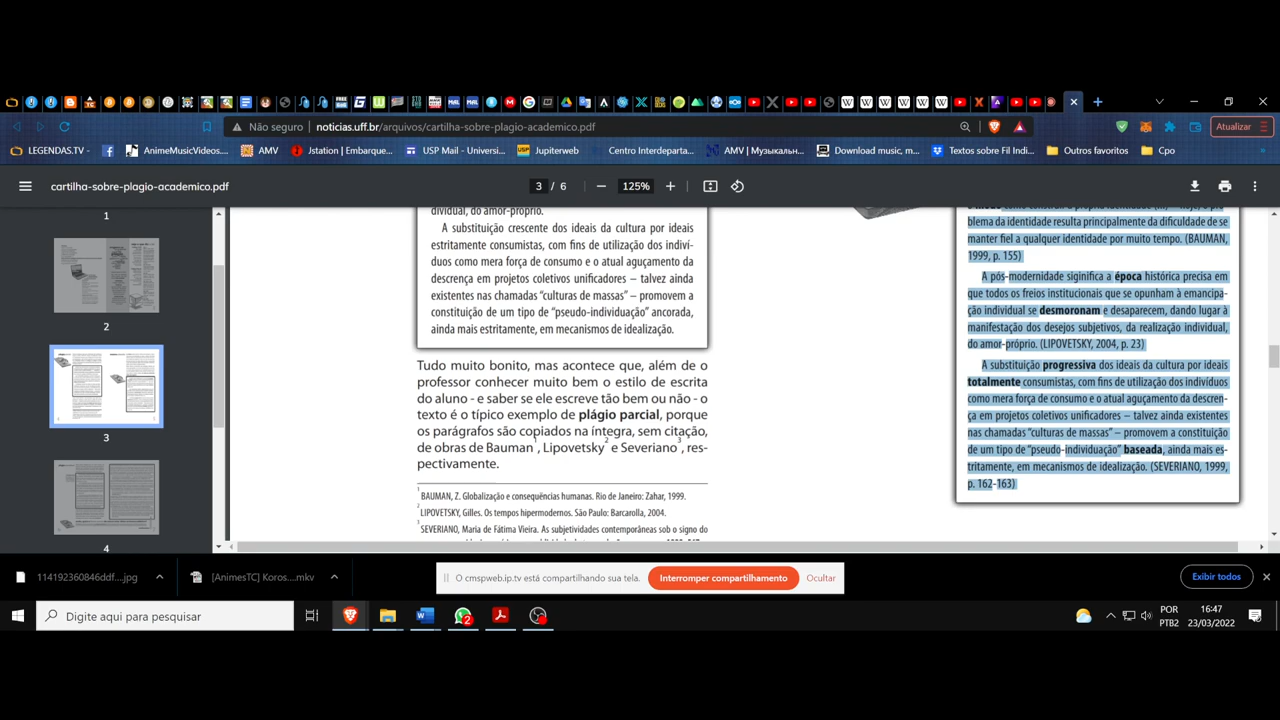 Não seguro
noticias.uff.br/arquivos/cartilha-sobre-plagio-academico.pdf
Atualizar
LEGENDAS.TV
AnimeMusicVideos...
AMV
Jstation | Embarque...
USP Mail - Universi...
Jupiterweb
Centro Interdeparta...
AMV | Музыкальн...
Download music, m...
Textos sobre Fil Indi...
Outros favoritos
Cpo
cartilha-sobre-plagio-academico.pdf
3 / 6
125%
1
2
3
4
dividual, do amor-próprio.
A substituição crescente dos ideais da cultura por ideais
estritamente consumistas, com fins de utilização dos indiví-
duos como mera força de consumo e o atual aguçamento da
descrença em projetos coletivos unificadores – talvez ainda
existentes nas chamadas “culturas de massas” – promovem a
constituição de um tipo de “pseudo-individuação” ancorada,
ainda mais estritamente, em mecanismos de idealização.
Tudo muito bonito, mas acontece que, além de o
professor conhecer muito bem o estilo de escrita
do aluno - e saber se ele escreve tão bem ou não - o
texto é o típico exemplo de plágio parcial, porque
os parágrafos são copiados na íntegra, sem citação,
de obras de Bauman1, Lipovetsky2 e Severiano3, res-
pectivamente.
1 BAUMAN, Z. Globalização e consequências humanas. Rio de Janeiro: Zahar, 1999.
2 LIPOVETSKY, Gilles. Os tempos hipermodernos. São Paulo: Barcarolla, 2004.
3 SEVERIANO, Maria de Fátima Vieira. As subjetividades contemporâneas sob o signo do
blema da identidade resulta principalmente da dificuldade de se
manter fiel a qualquer identidade por muito tempo. (BAUMAN,
1999, p. 155)
A pós-modernidade siginifica a época histórica precisa em
que todos os freios institucionais que se opunham à emancipa-
ção individual se desmoronam e desaparecem, dando lugar à
manifestação dos desejos subjetivos, da realização individual,
do amor-próprio. (LIPOVETSKY, 2004, p. 23)
A substituição progressiva dos ideais da cultura por ideais
totalmente consumistas, com fins de utilização dos indivíduos
como mera força de consumo e o atual aguçamento da descren-
ça em projetos coletivos unificadores – talvez ainda existentes
nas chamadas “culturas de massas” – promovem a constituição
de um tipo de “pseudo-individuação” baseada, ainda mais es-
tritamente, em mecanismos de idealização. (SEVERIANO, 1999,
p. 162-163)
114192360846ddf....jpg
[AnimesTC] Koros....mkv
O cmspweb.ip.tv está compartilhando sua tela.
Interromper compartilhamento
Ocultar
Exibir todos
Digite aqui para pesquisar
2
POR
PTB2
16:47
23/03/2022